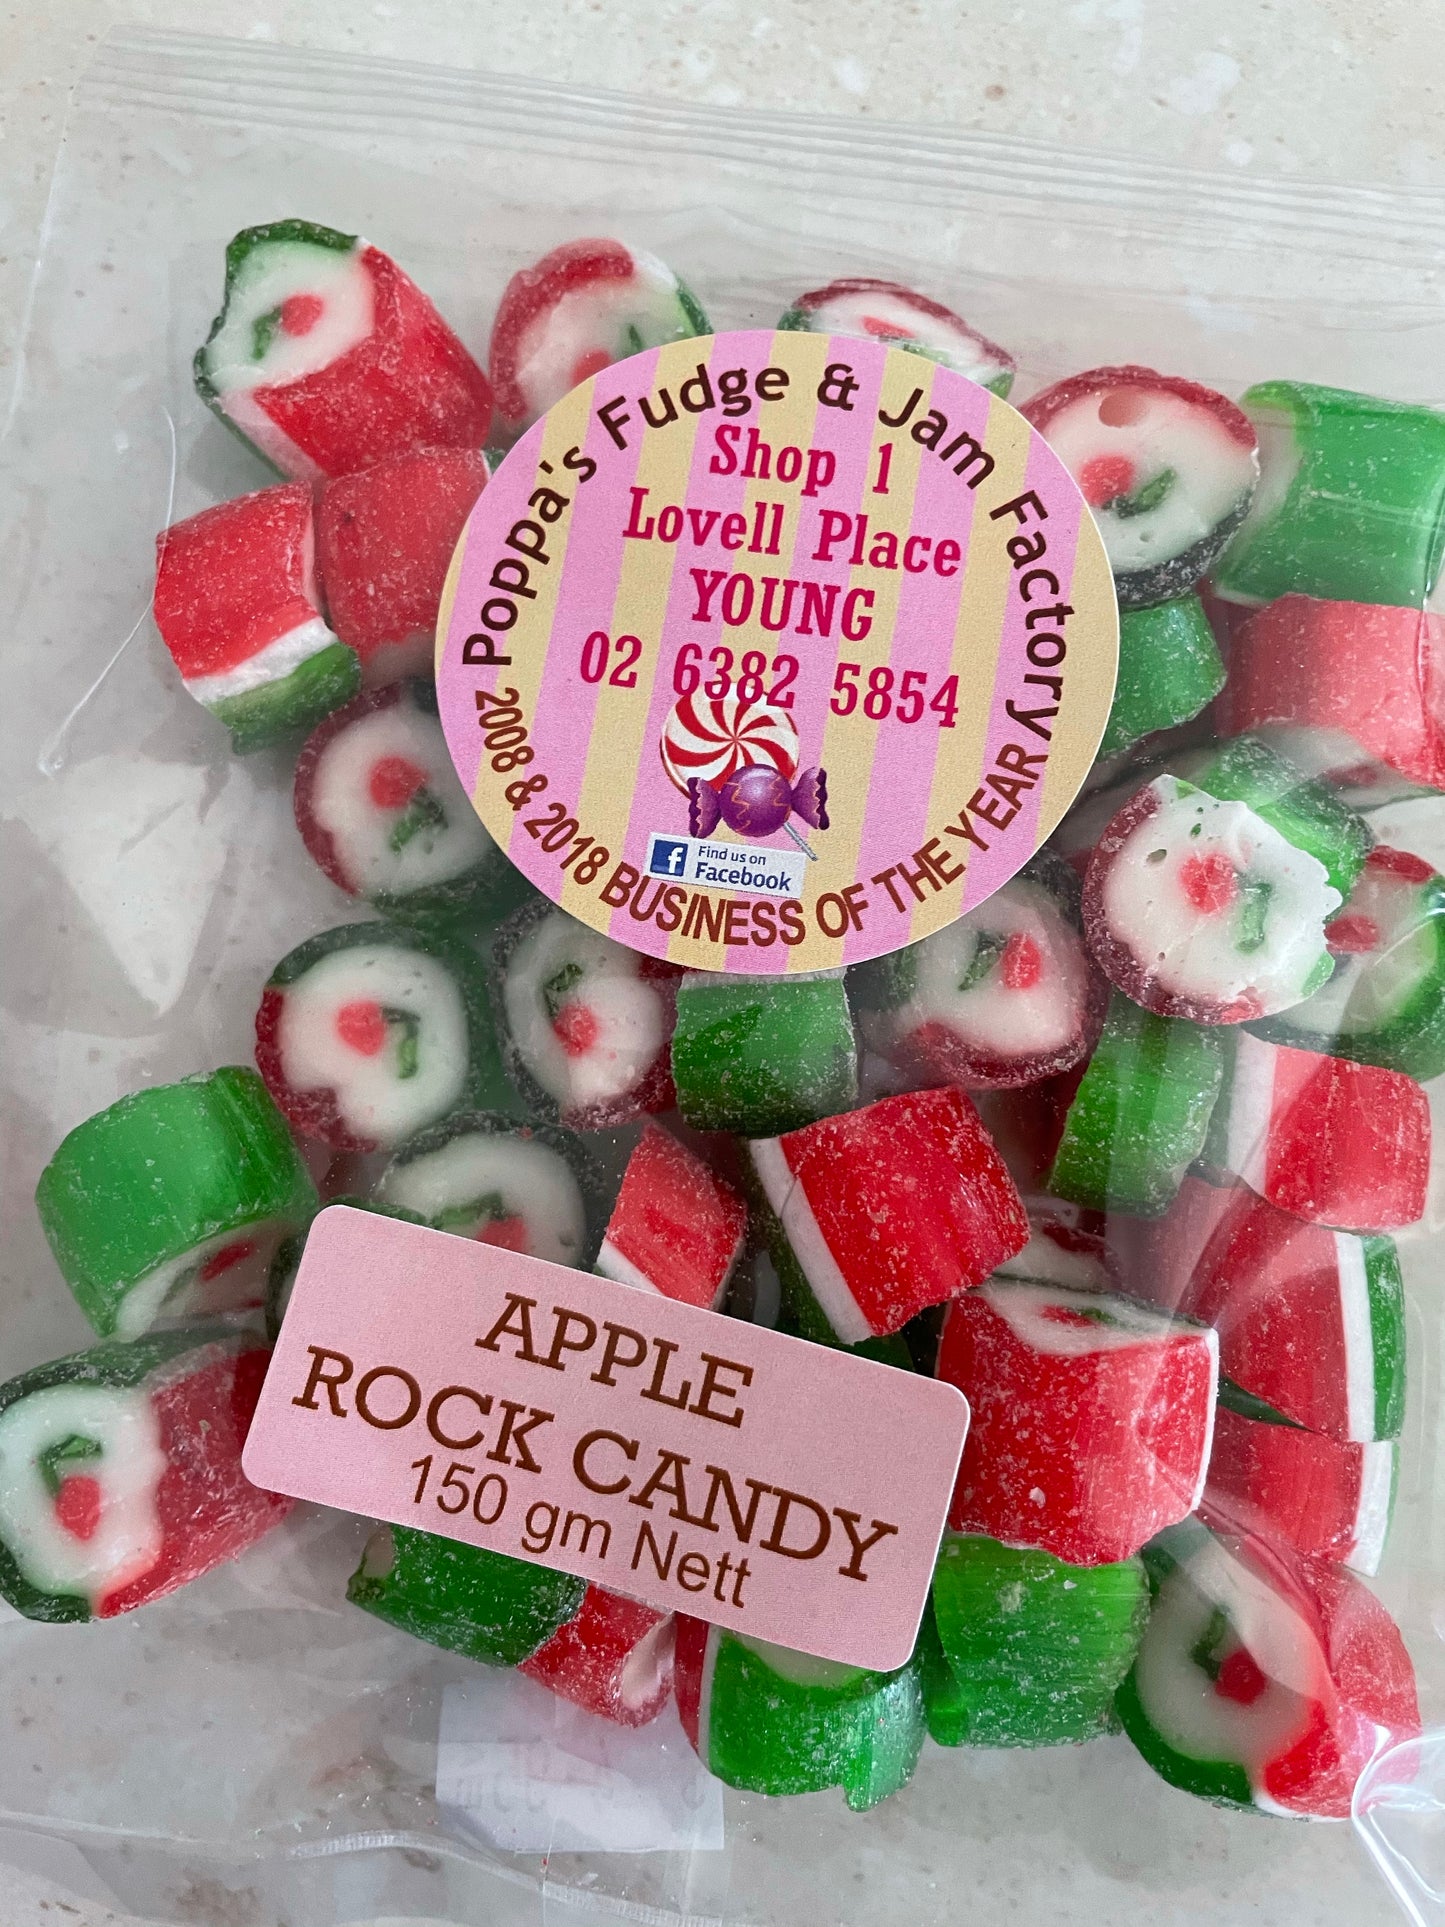 Poppa's Fudge & Jam Factory
Shop 1
Lovell Place
YOUNG
02 6382 5854
f Find us on
Facebook
2008 & 2018 BUSINESS OF THE YEAR
APPLE
ROCK CANDY
150 gm Nett